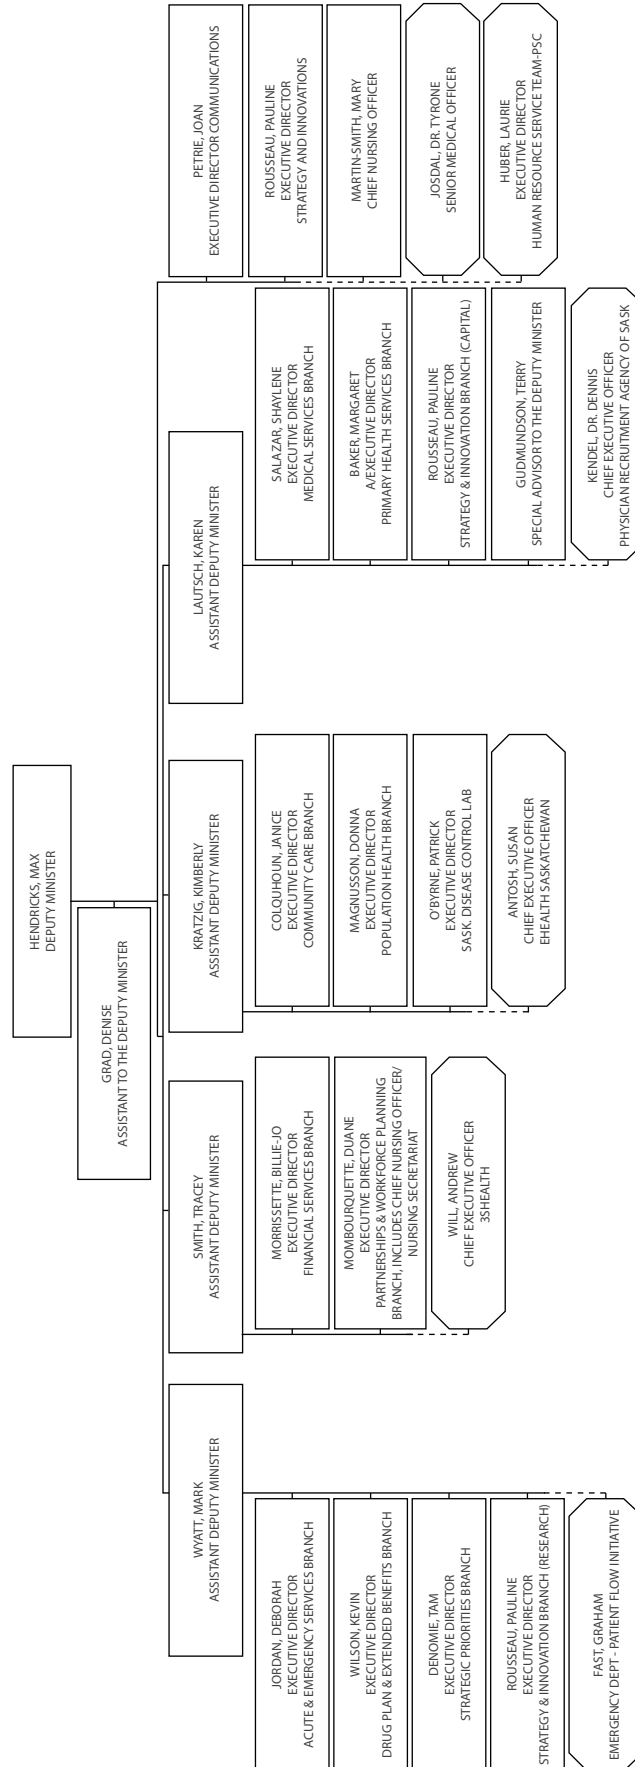 HENDRICKS, MAX
DEPUTY MINISTER
GRAD, DENISE
ASSISTANT TO THE DEPUTY MINISTER
WYATT, MARK
ASSISTANT DEPUTY MINISTER
JORDAN, DEBORAH
EXECUTIVE DIRECTOR
ACUTE & EMERGENCY SERVICES BRANCH
WILSON, KEVIN
EXECUTIVE DIRECTOR
DRUG PLAN & EXTENDED BENEFITS BRANCH
DENOMIE, TAM
EXECUTIVE DIRECTOR
STRATEGIC PRIORITIES BRANCH
ROUSSEAU, PAULINE
EXECUTIVE DIRECTOR
STRATEGY & INNOVATION BRANCH (RESEARCH)
FAST, GRAHAM
EMERGENCY DEPT - PATIENT FLOW INITIATIVE
SMITH, TRACEY
ASSISTANT DEPUTY MINISTER
MORRISSETTE, BILLIE-JO
EXECUTIVE DIRECTOR
FINANCIAL SERVICES BRANCH
MOMBOURQUETTE, DUANE
EXECUTIVE DIRECTOR
PARTNERSHIPS & WORKFORCE PLANNING
BRANCH, INCLUDES CHIEF NURSING OFFICER/
NURSING SECRETARIAT
WILL, ANDREW
CHIEF EXECUTIVE OFFICER
3SHEALTH
KRATZIG, KIMBERLY
ASSISTANT DEPUTY MINISTER
COLQUHOUN, JANICE
EXECUTIVE DIRECTOR
COMMUNITY CARE BRANCH
MAGNUSSON, DONNA
EXECUTIVE DIRECTOR
POPULATION HEALTH BRANCH
O'BYRNE, PATRICK
EXECUTIVE DIRECTOR
SASK. DISEASE CONTROL LAB
ANTOSH, SUSAN
CHIEF EXECUTIVE OFFICER
EHEALTH SASKATCHEWAN
LAUTSCH, KAREN
ASSISTANT DEPUTY MINISTER
SALAZAR, SHAYLENE
EXECUTIVE DIRECTOR
MEDICAL SERVICES BRANCH
BAKER, MARGARET
A/EXECUTIVE DIRECTOR
PRIMARY HEALTH SERVICES BRANCH
ROUSSEAU, PAULINE
EXECUTIVE DIRECTOR
STRATEGY & INNOVATION BRANCH (CAPITAL)
GUDMUNDSON, TERRY
SPECIAL ADVISOR TO THE DEPUTY MINISTER
KENDEL, DR. DENNIS
CHIEF EXECUTIVE OFFICER
PHYSICIAN RECRUITMENT AGENCY OF SASK
PETRIE, JOAN
EXECUTIVE DIRECTOR COMMUNICATIONS
ROUSSEAU, PAULINE
EXECUTIVE DIRECTOR
STRATEGY AND INNOVATIONS
MARTIN-SMITH, MARY
CHIEF NURSING OFFICER
JOSDAL, DR. TYRONE
SENIOR MEDICAL OFFICER
HUBER, LAURIE
EXECUTIVE DIRECTOR
HUMAN RESOURCE SERVICE TEAM-PSC